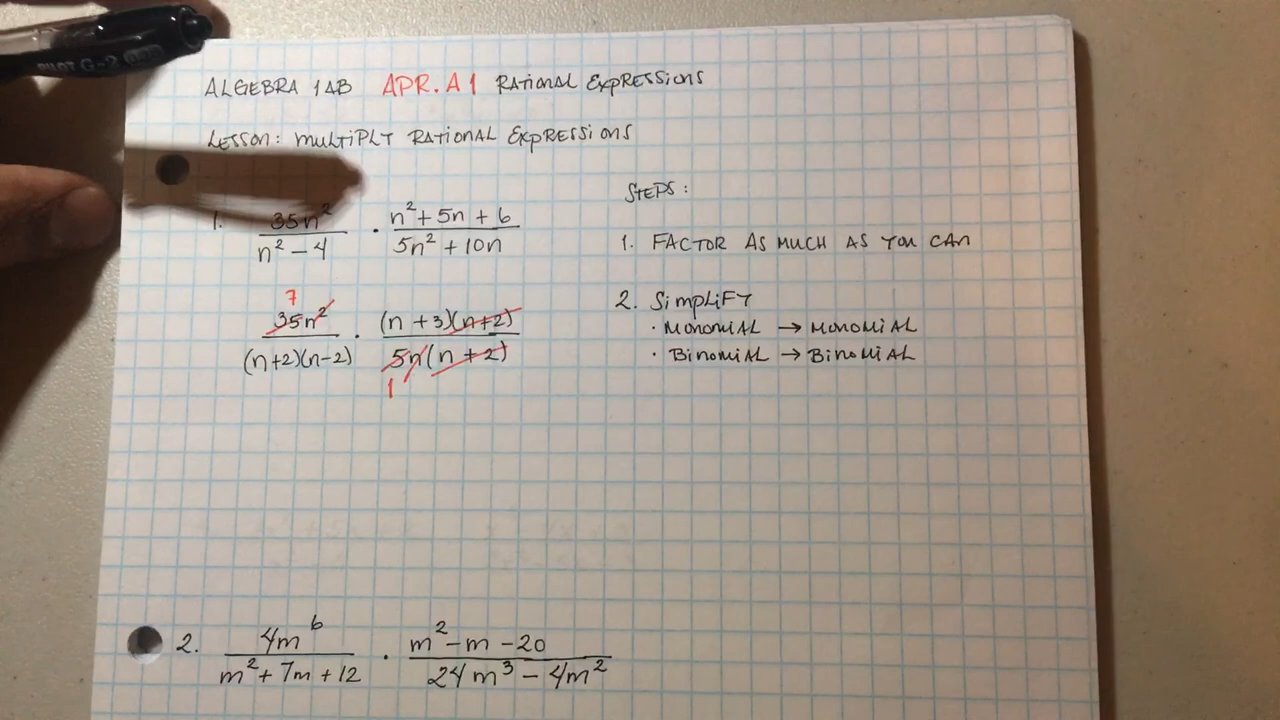 PILOT G-2
ALGEBRA 1AB APR.A1 RATIONAL EXPRESSIONS
LESSON: MULTIPLY RATIONAL EXPRESSIONS
1. 35n² / n² - 4 · n² + 5n + 6 / 5n² + 10n
7
35n² / (n+2)(n-2) · (n+3)(n+2) / 5n(n+2)
1
STEPS:
1. FACTOR AS MUCH AS YOU CAN
2. SIMPLIFY
· MONOMIAL → MONOMIAL
· BINOMIAL → BINOMIAL
2. 4m⁶ / m² + 7m + 12 · m² - m - 20 / 24m³ - 4m²